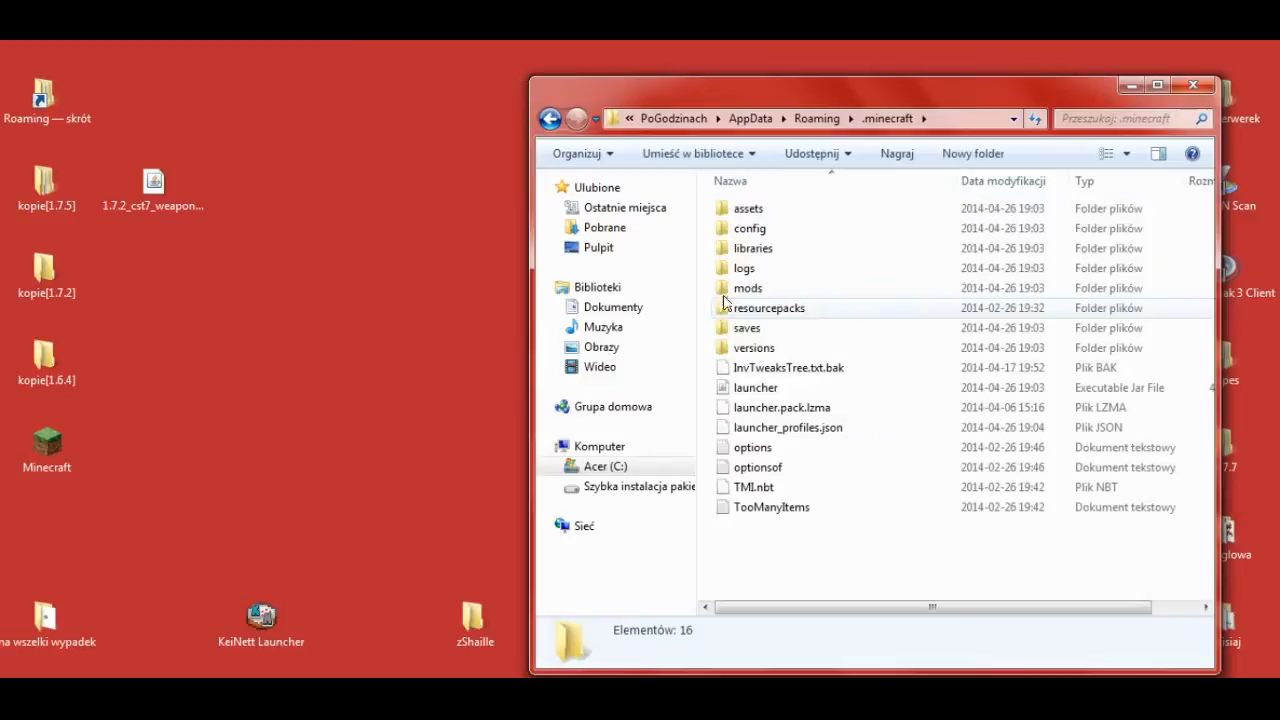 Roaming — skrót
kopie[1.7.5]
1.7.2_cst7_weapon...
kopie[1.7.2]
kopie[1.6.4]
Minecraft
na wszelki wypadek
KeiNett Launcher
zShaille
« PoGodzinach AppData Roaming .minecraft
Przeszukaj: .minecraft
Organizuj Umieść w bibliotece Udostępnij Nagraj Nowy folder
Ulubione
Ostatnie miejsca
Pobrane
Pulpit
Biblioteki
Dokumenty
Muzyka
Obrazy
Wideo
Grupa domowa
Komputer
Acer (C:)
Szybka instalacja pakie
Sieć
Nazwa Data modyfikacji Typ Rozm
assets 2014-04-26 19:03 Folder plików
config 2014-04-26 19:03 Folder plików
libraries 2014-04-26 19:03 Folder plików
logs 2014-04-26 19:03 Folder plików
mods 2014-04-26 19:03 Folder plików
resourcepacks 2014-02-26 19:32 Folder plików
saves 2014-04-26 19:03 Folder plików
versions 2014-04-26 19:03 Folder plików
InvTweaksTree.txt.bak 2014-04-17 19:52 Plik BAK
launcher 2014-04-26 19:03 Executable Jar File 4
launcher.pack.lzma 2014-04-06 15:16 Plik LZMA
launcher_profiles.json 2014-04-26 19:04 Plik JSON
options 2014-02-26 19:46 Dokument tekstowy
optionsof 2014-02-26 19:46 Dokument tekstowy
TMI.nbt 2014-02-26 19:42 Plik NBT
TooManyItems 2014-02-26 19:42 Dokument tekstowy
Elementów: 16
erwerek
N Scan
ak 3 Client
pes
7.7
glowa
isiaj